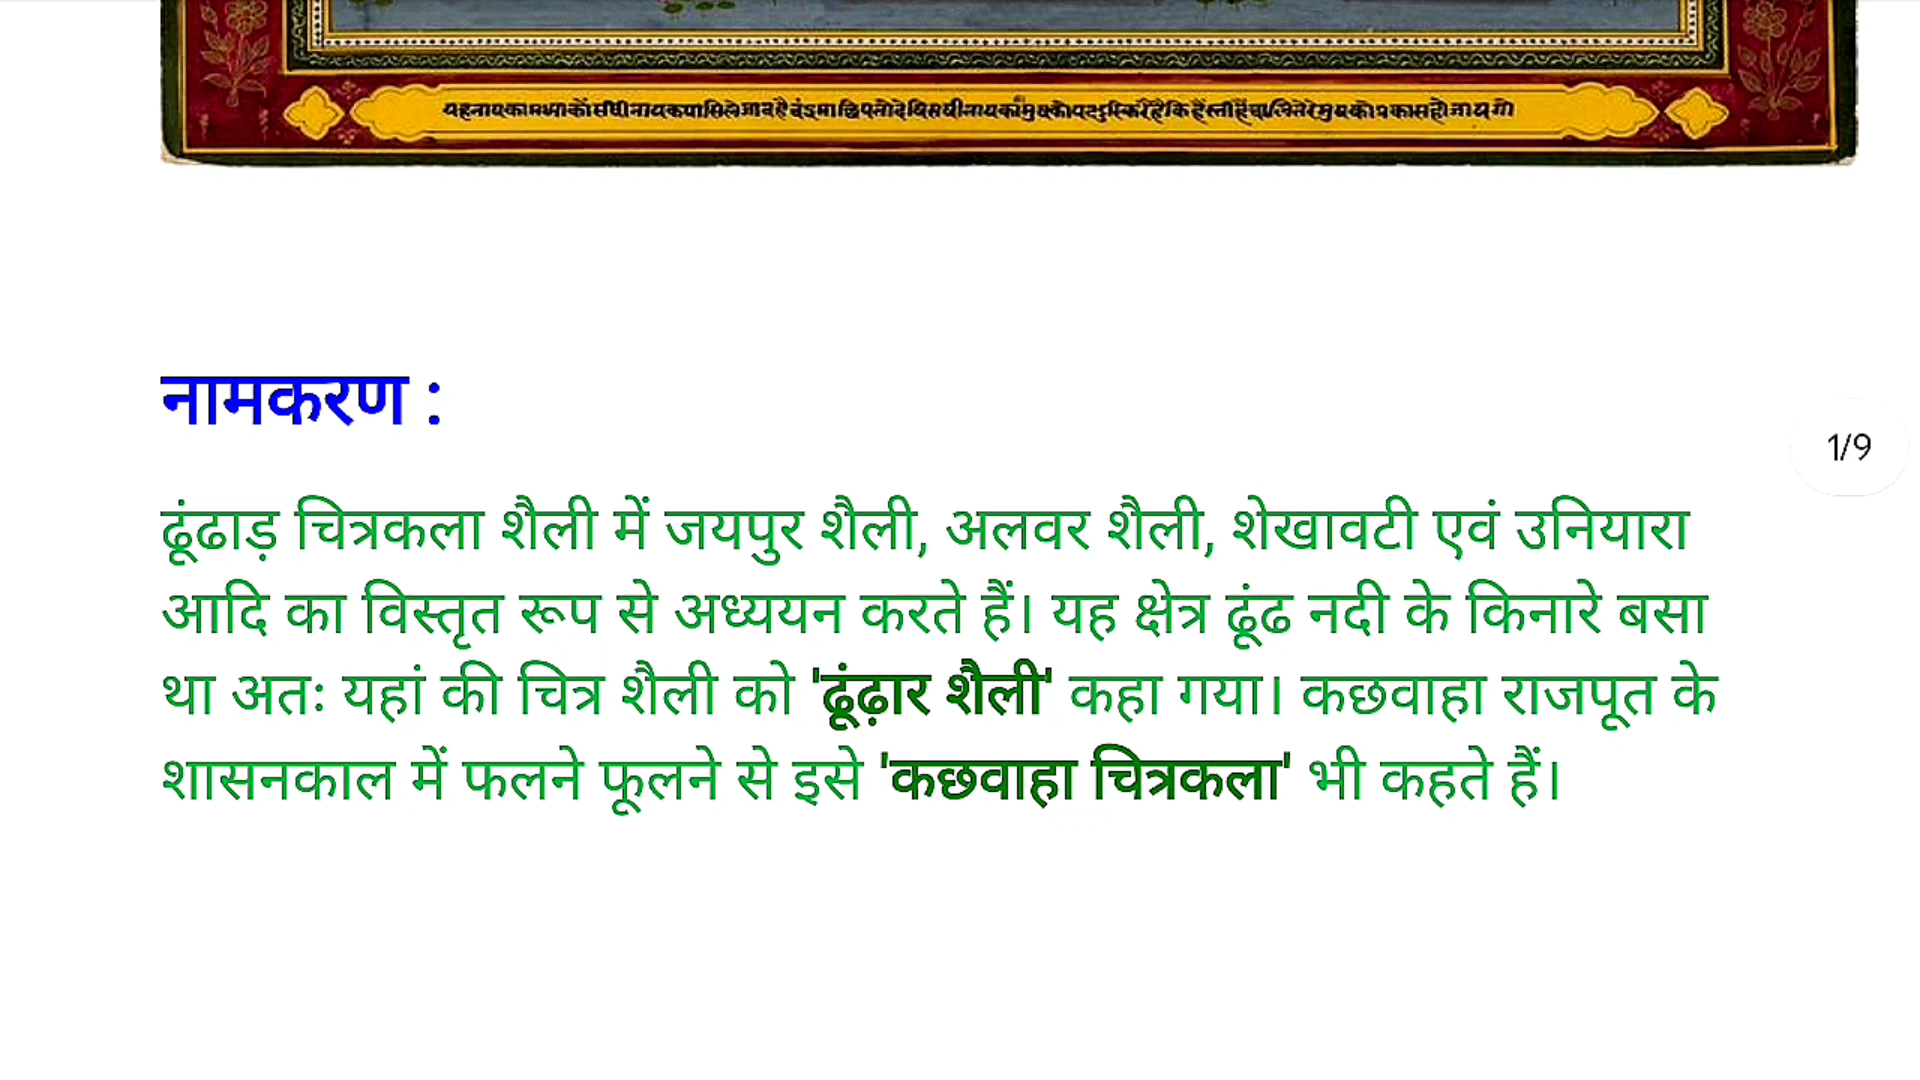 नामकरण :
1/9
ढूंढाड़ चित्रकला शैली में जयपुर शैली, अलवर शैली, शेखावटी एवं उनियारा
आदि का विस्तृत रूप से अध्ययन करते हैं। यह क्षेत्र ढूंढ नदी के किनारे बसा
था अतः यहां की चित्र शैली को 'ढूंढ़ार शैली' कहा गया। कछवाहा राजपूत के
शासनकाल में फलने फूलने से इसे 'कछवाहा चित्रकला' भी कहते हैं।